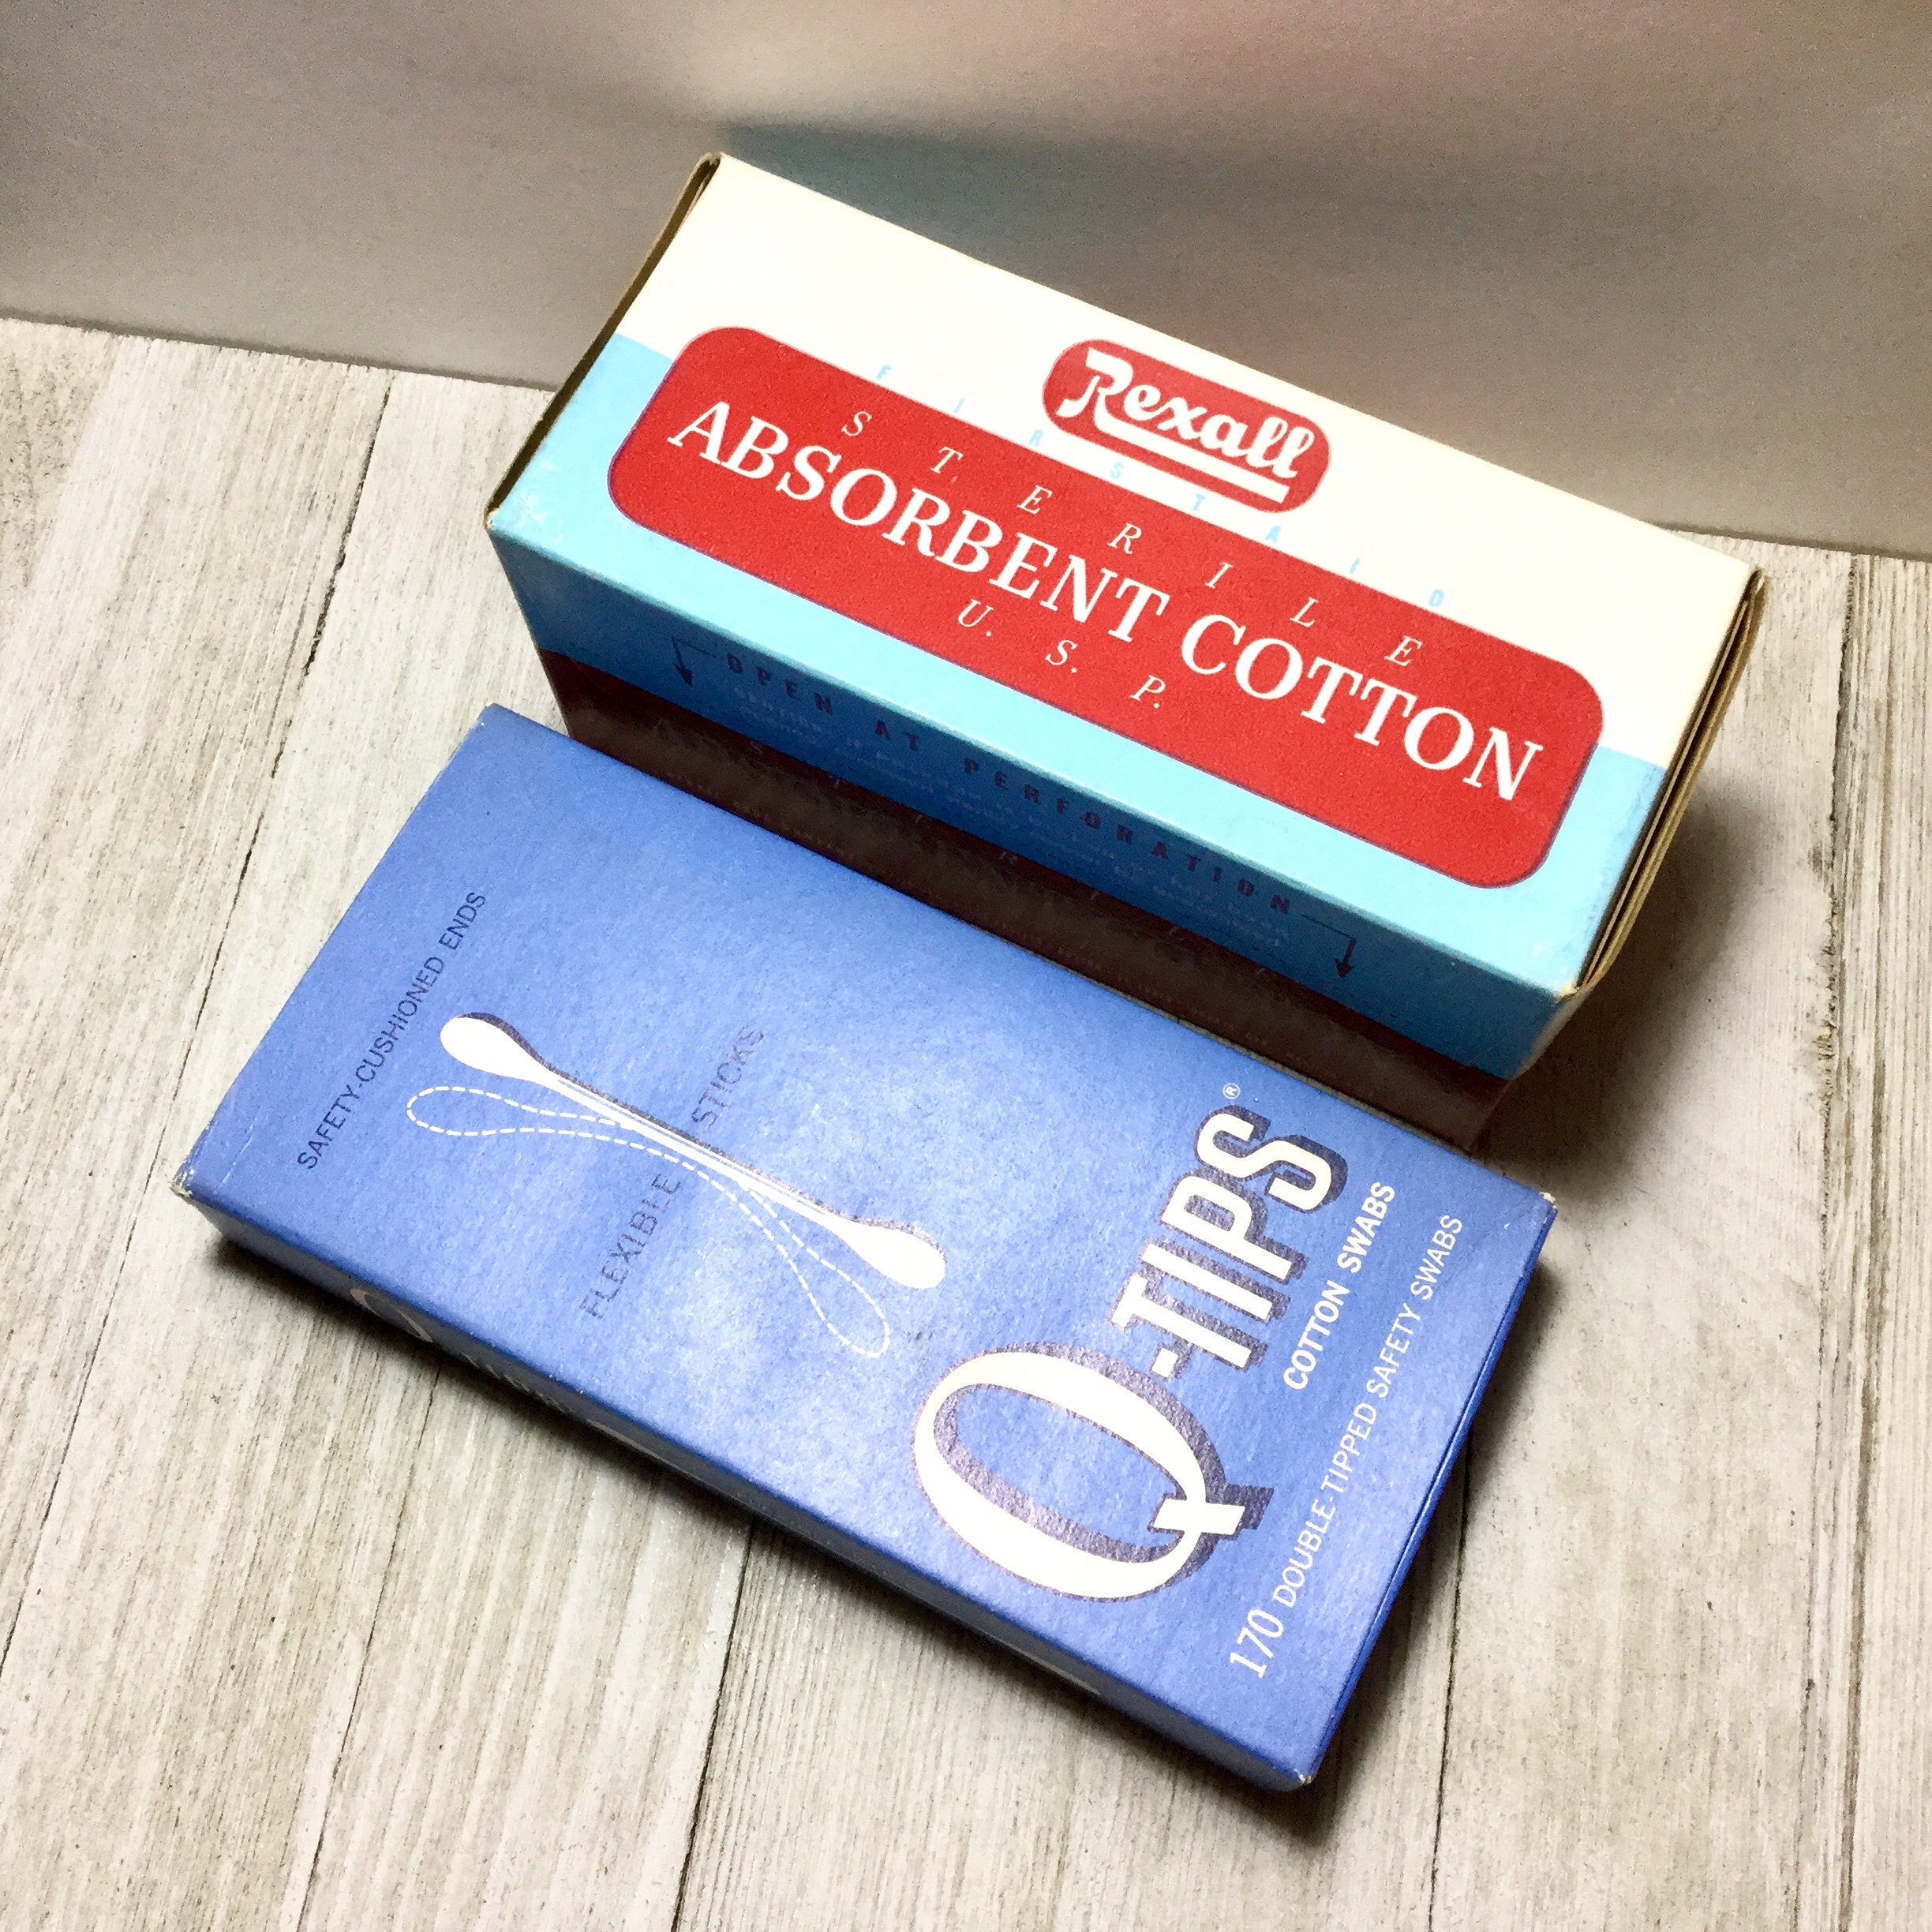 Rexall
FIRST AID
STERILE
ABSORBENT COTTON
U. S. P.
OPEN AT PERFORATION
SAFETY-CUSHIONED ENDS
FLEXIBLE STICKS
Q-TIPS®
COTTON SWABS
170 DOUBLE-TIPPED SAFETY SWABS